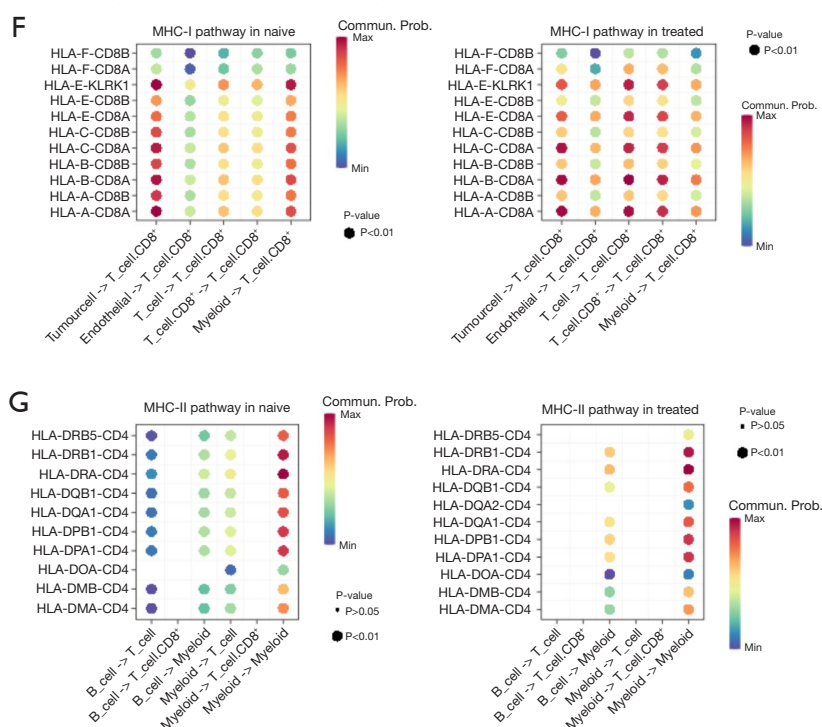 F
MHC-I pathway in naive
HLA-F-CD8B
HLA-F-CD8A
HLA-E-KLRK1
HLA-E-CD8B
HLA-E-CD8A
HLA-C-CD8B
HLA-C-CD8A
HLA-B-CD8B
HLA-B-CD8A
HLA-A-CD8B
HLA-A-CD8A
Tumourcell -> T_cell.CD8⁺
Endothelial -> T_cell.CD8⁺
T_cell -> T_cell.CD8⁺
T_cell.CD8⁺ -> T_cell.CD8⁺
Myeloid -> T_cell.CD8⁺
Commun. Prob.
Max
Min
P-value
P<0.01
MHC-I pathway in treated
HLA-F-CD8B
HLA-F-CD8A
HLA-E-KLRK1
HLA-E-CD8B
HLA-E-CD8A
HLA-C-CD8B
HLA-C-CD8A
HLA-B-CD8B
HLA-B-CD8A
HLA-A-CD8B
HLA-A-CD8A
Tumourcell -> T_cell.CD8⁺
Endothelial -> T_cell.CD8⁺
T_cell -> T_cell.CD8⁺
T_cell.CD8⁺ -> T_cell.CD8⁺
Myeloid -> T_cell.CD8⁺
P-value
P<0.01
Commun. Prob.
Max
Min
G
MHC-II pathway in naive
HLA-DRB5-CD4
HLA-DRB1-CD4
HLA-DRA-CD4
HLA-DQB1-CD4
HLA-DQA1-CD4
HLA-DPB1-CD4
HLA-DPA1-CD4
HLA-DOA-CD4
HLA-DMB-CD4
HLA-DMA-CD4
B_cell -> T_cell
B_cell -> T_cell.CD8⁺
B_cell -> Myeloid
Myeloid -> T_cell
Myeloid -> T_cell.CD8⁺
Myeloid -> Myeloid
Commun. Prob.
Max
Min
P-value
P>0.05
P<0.01
MHC-II pathway in treated
HLA-DRB5-CD4
HLA-DRB1-CD4
HLA-DRA-CD4
HLA-DQB1-CD4
HLA-DQA2-CD4
HLA-DQA1-CD4
HLA-DPB1-CD4
HLA-DPA1-CD4
HLA-DOA-CD4
HLA-DMB-CD4
HLA-DMA-CD4
B_cell -> T_cell
B_cell -> T_cell.CD8⁺
B_cell -> Myeloid
Myeloid -> T_cell
Myeloid -> T_cell.CD8⁺
Myeloid -> Myeloid
P-value
P>0.05
P<0.01
Commun. Prob.
Max
Min